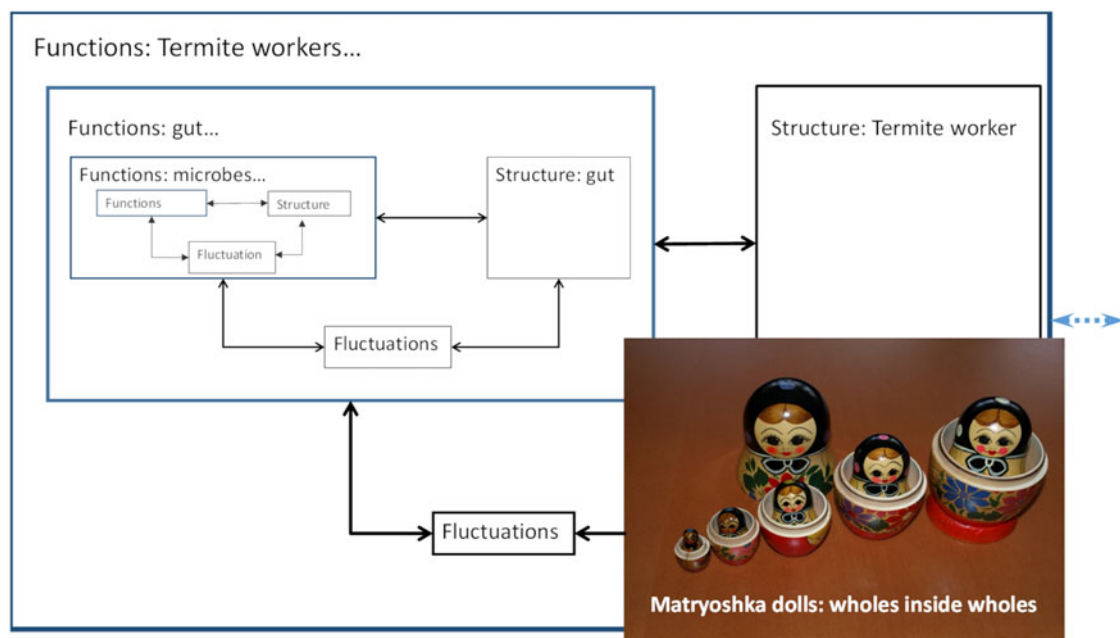 Functions: Termite workers…
Functions: gut…
Structure: Termite worker
Functions: microbes…
Structure: gut
Functions
Structure
Fluctuation
Fluctuations
Fluctuations
Matryoshka dolls: wholes inside wholes